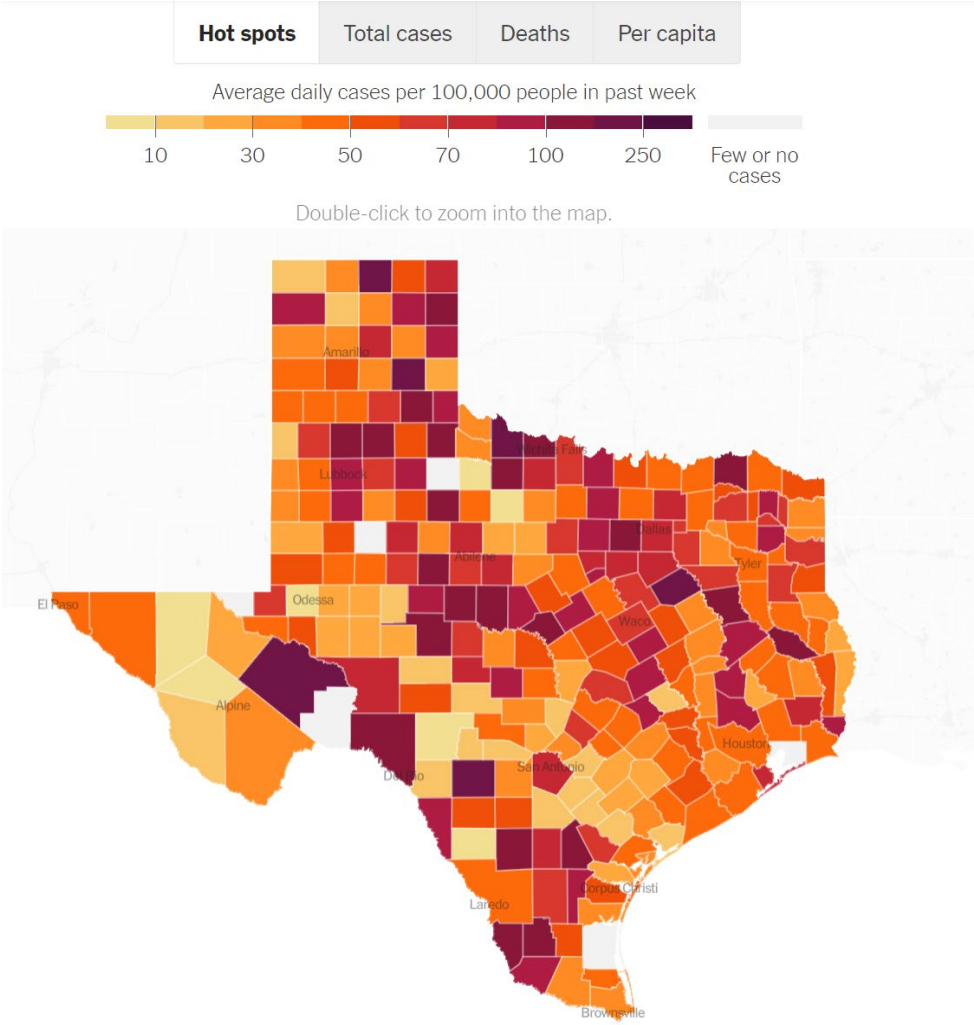 Hot spots Total cases Deaths Per capita
Average daily cases per 100,000 people in past week
10 30 50 70 100 250 Few or no
cases
Double-click to zoom into the map.
Amarillo
Wichita Falls
Lubbock
Dallas
Abilene
Tyler
El Paso
Odessa
Waco
Alpine
Houston
San Antonio
Del Rio
Corpus Christi
Laredo
Brownsville